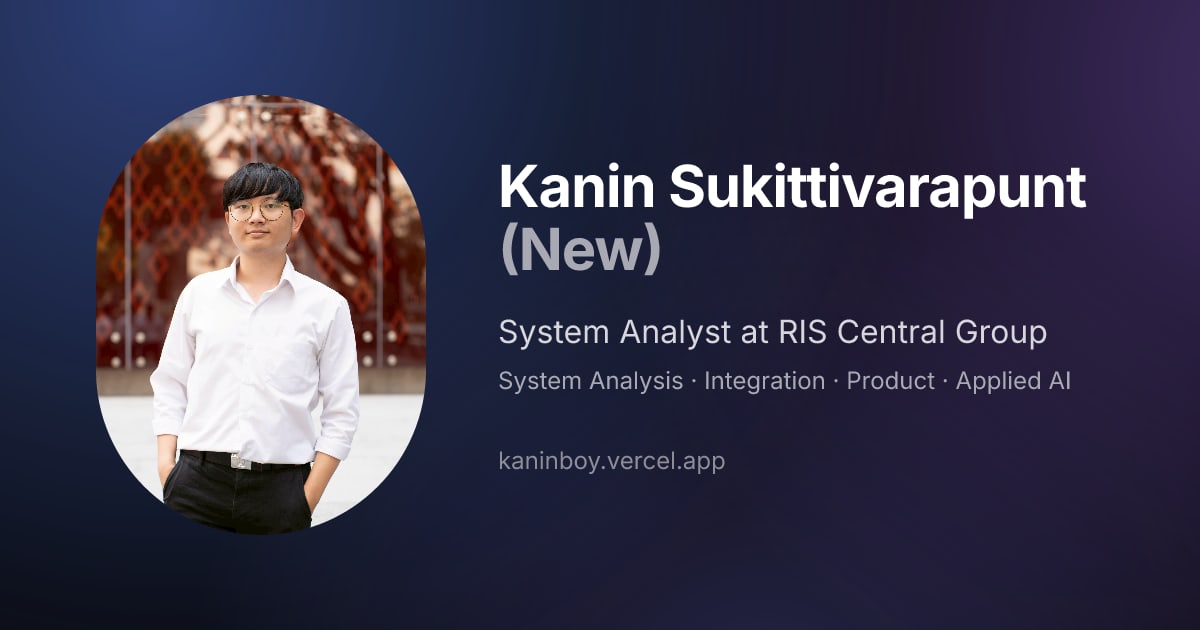 Kanin Sukittivarapunt
(New)
System Analyst at RIS Central Group
System Analysis · Integration · Product · Applied AI
kaninboy.vercel.app